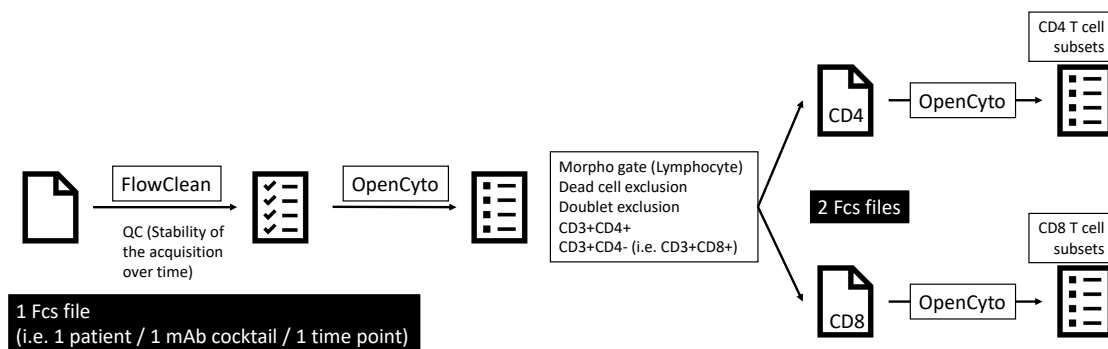 FlowClean
QC (Stability of
the acquisition
over time)
1 Fcs file
(i.e. 1 patient / 1 mAb cocktail / 1 time point)
OpenCyto
Morpho gate (Lymphocyte)
Dead cell exclusion
Doublet exclusion
CD3+CD4+
CD3+CD4- (i.e. CD3+CD8+)
CD4
OpenCyto
CD4 T cell
subsets
2 Fcs files
CD8
OpenCyto
CD8 T cell
subsets